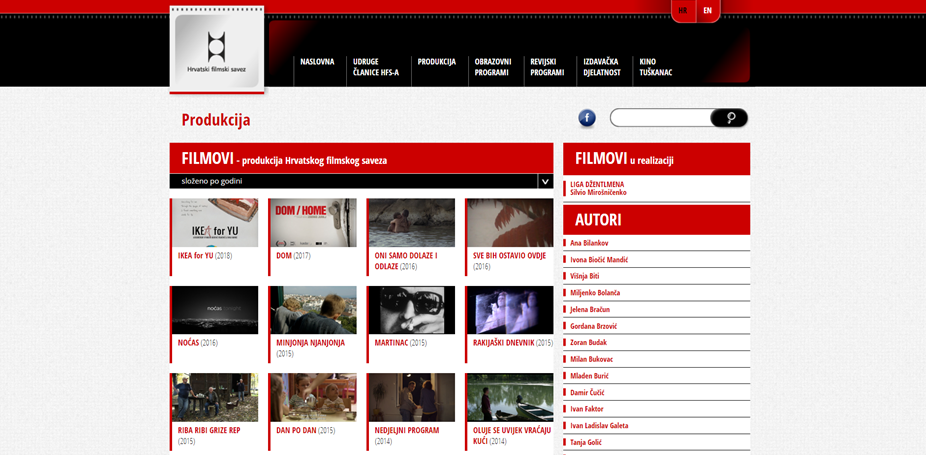 HR
EN
Hrvatski filmski savez
NASLOVNA
UDRUGE
ČLANICE HFS-A
PRODUKCIJA
OBRAZOVNI
PROGRAMI
REVIJSKI
PROGRAMI
IZDAVAČKA
DJELATNOST
KINO
TUŠKANAC
Produkcija
f
FILMOVI - produkcija Hrvatskog filmskog saveza
složeno po godini
IKEA for YU
DOM / HOME
IKEA for YU (2018)
DOM (2017)
ONI SAMO DOLAZE I
ODLAZE (2016)
SVE BIH OSTAVIO OVDJE
(2016)
noćas
NOĆAS (2016)
MINJONJA NJANJONJA
(2015)
MARTINAC (2015)
RAKIJAŠKI DNEVNIK (2015)
RIBA RIBI GRIZE REP
(2015)
DAN PO DAN (2015)
NEDJELJNI PROGRAM
(2014)
OLUJE SE UVIJEK VRAĆAJU
KUĆI (2014)
FILMOVI u realizaciji
LIGA DŽENTLMENA
Silvio Mirošničenko
AUTORI
Ana Bilankov
Ivona Biočić Mandić
Višnja Biti
Miljenko Bolanča
Jelena Bračun
Gordana Brzović
Zoran Budak
Milan Bukovac
Mladen Burić
Damir Čučić
Ivan Faktor
Ivan Ladislav Galeta
Tanja Golić